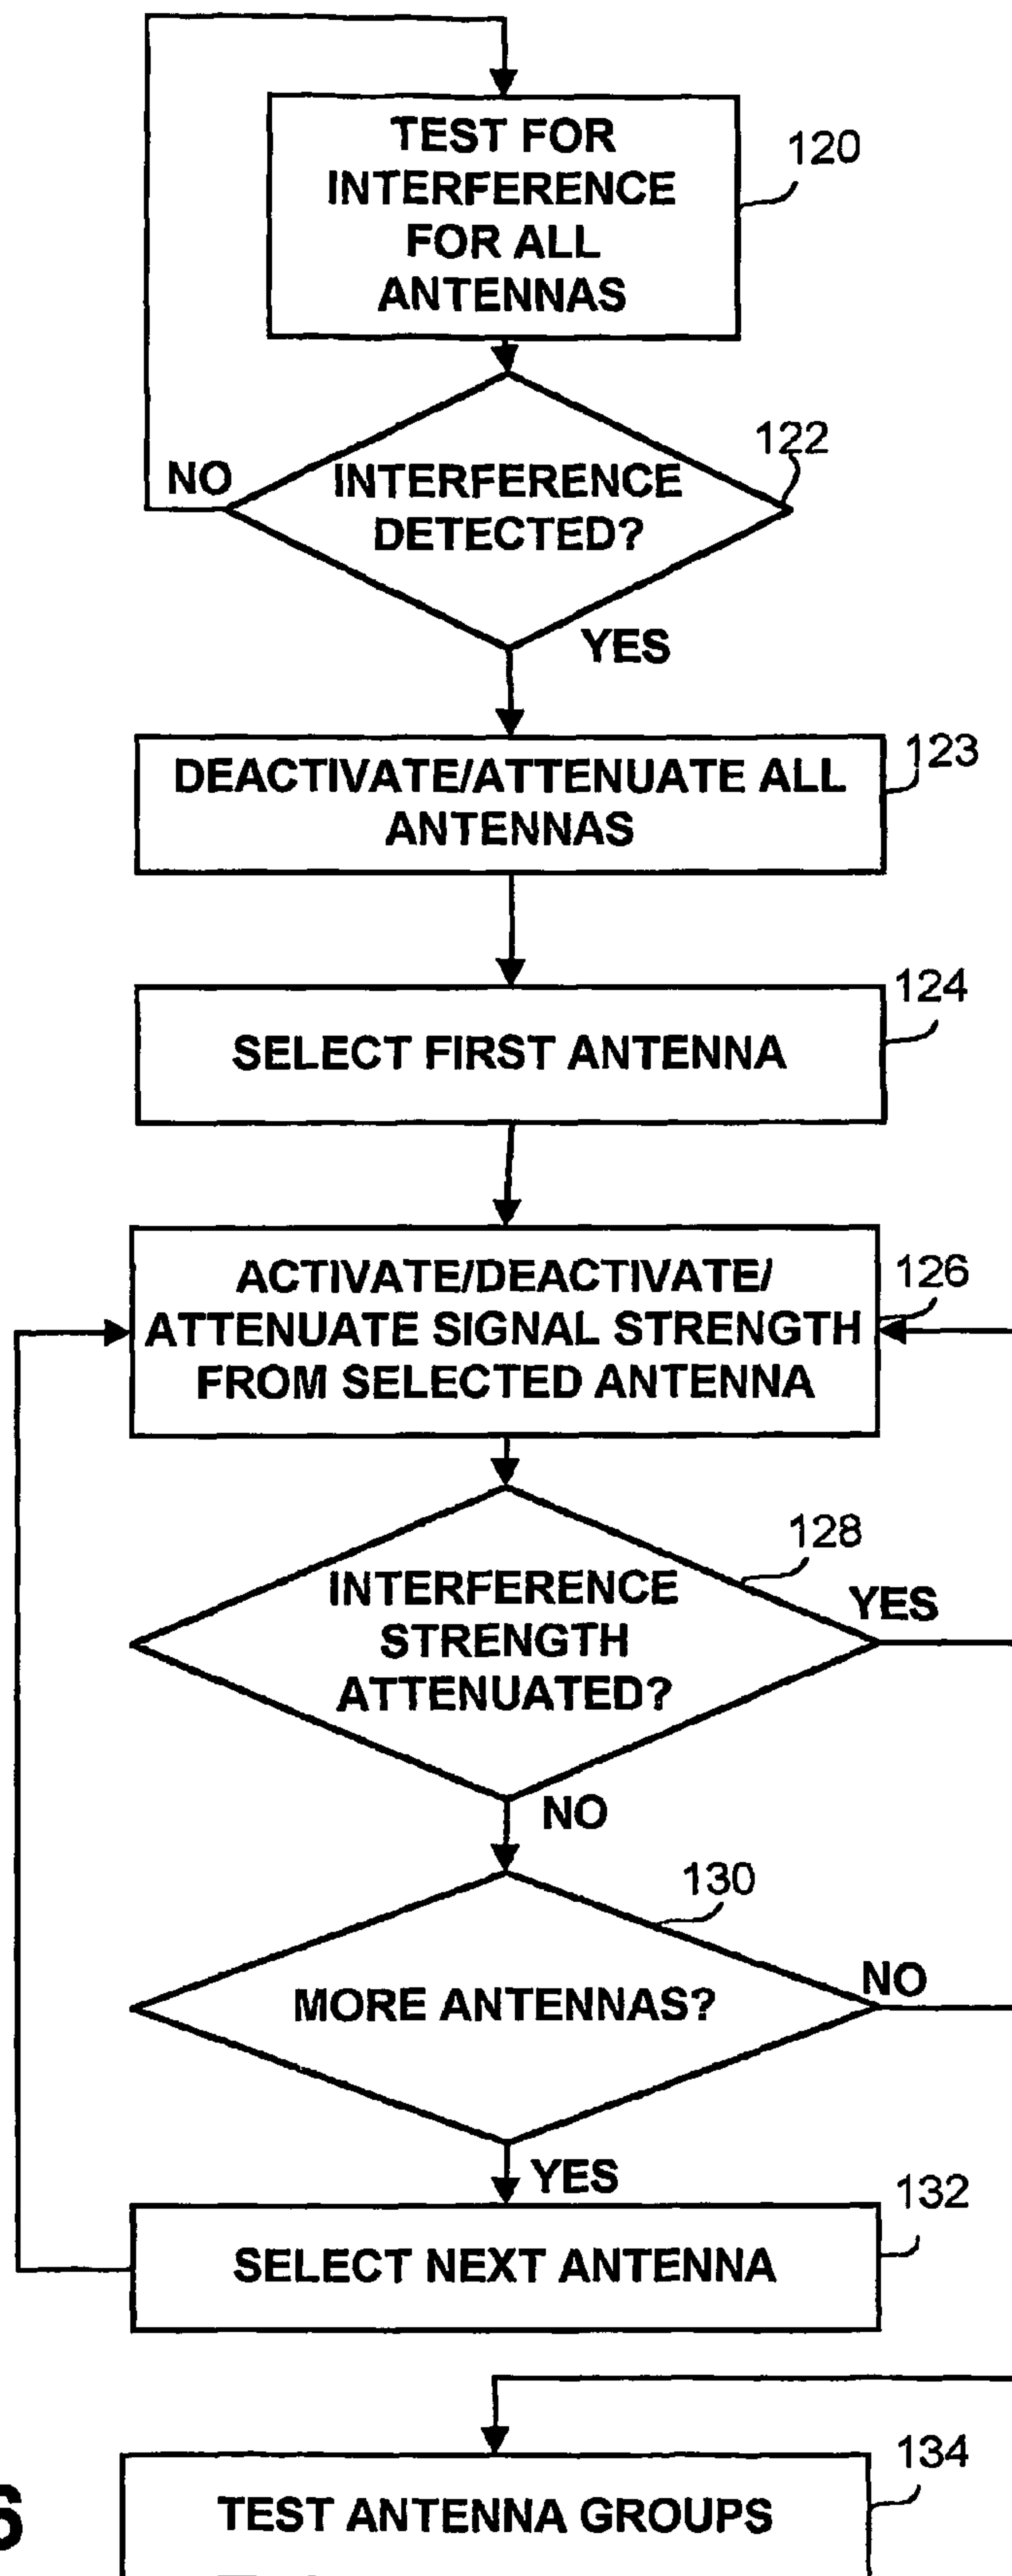 TEST FOR
INTERFERENCE
FOR ALL
ANTENNAS
120
INTERFERENCE
DETECTED?
122
NO
YES
DEACTIVATE/ATTENUATE ALL
ANTENNAS
123
SELECT FIRST ANTENNA
124
ACTIVATE/DEACTIVATE/
ATTENUATE SIGNAL STRENGTH
FROM SELECTED ANTENNA
126
INTERFERENCE
STRENGTH
ATTENUATED?
128
YES
NO
MORE ANTENNAS?
130
NO
YES
SELECT NEXT ANTENNA
132
TEST ANTENNA GROUPS
134
6